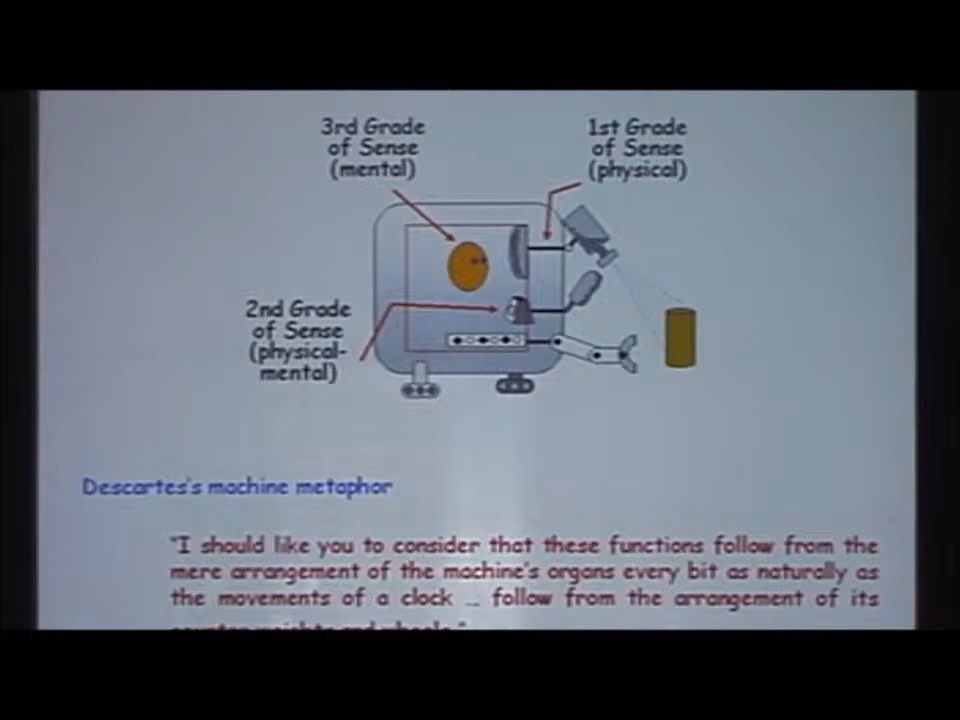 3rd Grade
of Sense
(mental)
1st Grade
of Sense
(physical)
2nd Grade
of Sense
(physical-
mental)
Descartes's machine metaphor
"I should like you to consider that these functions follow from the
mere arrangement of the machine's organs every bit as naturally as
the movements of a clock ... follow from the arrangement of its